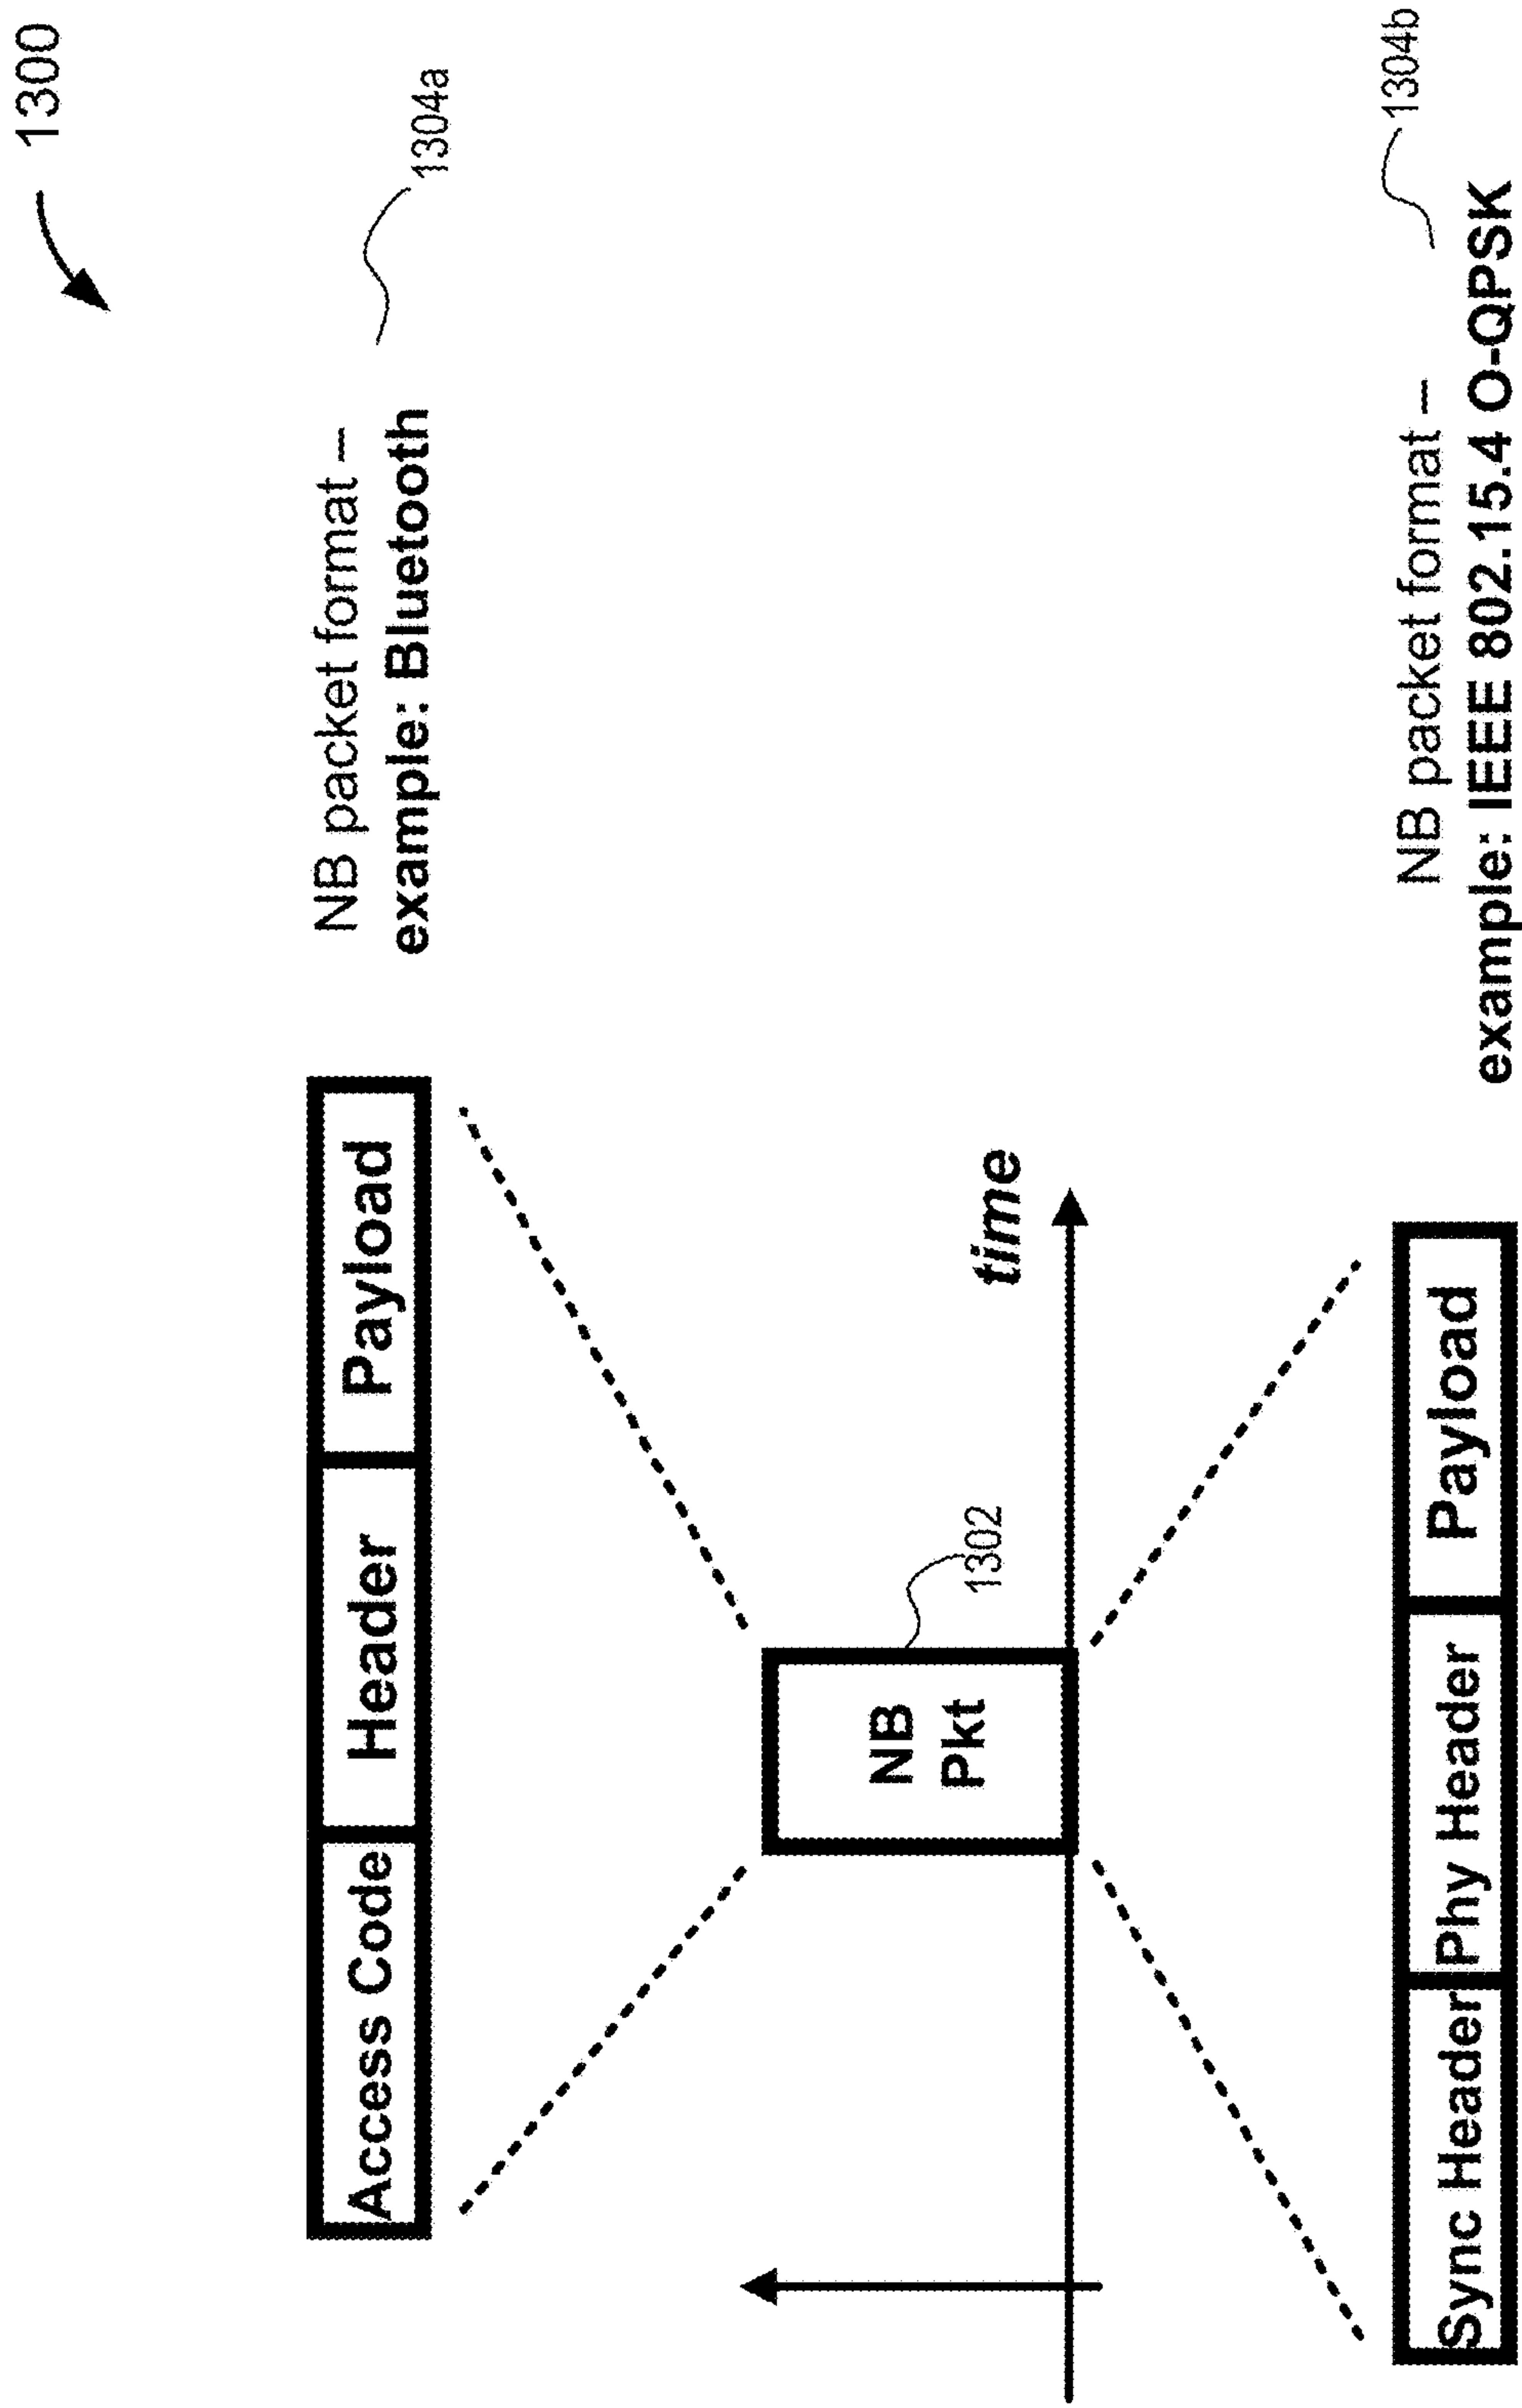 1300
Access Code Header Payload
NB packet format –
example: Bluetooth
1304a
NB
Pkt
1302
time
Sync Header Phy Header Payload
NB packet format –
example: IEEE 802.15.4 O-QPSK
1304b